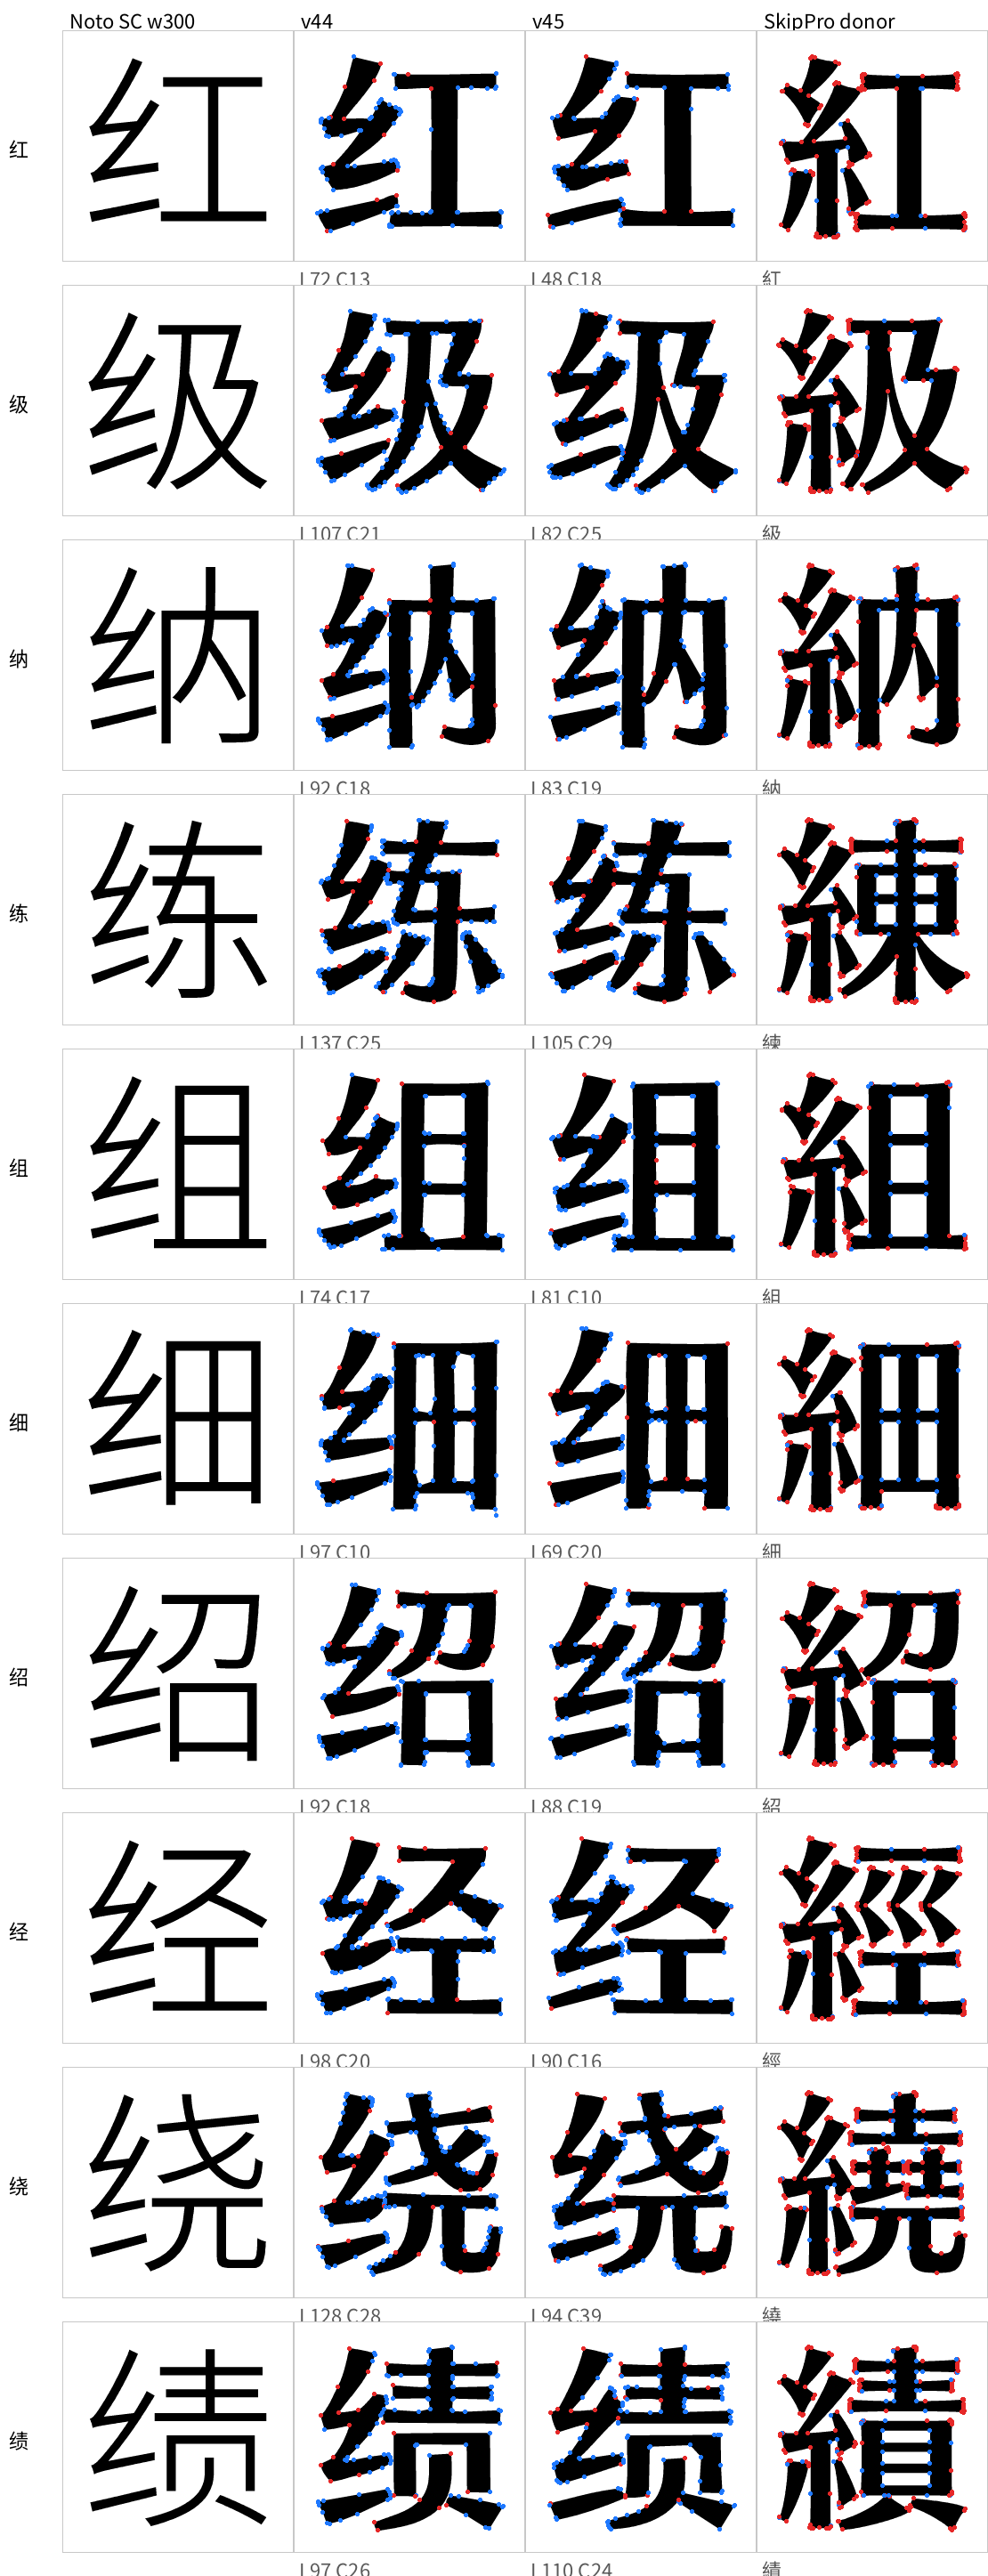 Noto SC w300 v44 v45 SkipPro donor
红 红 红 红 紅
L72 C13 L48 C18 紅
级 级 级 级 級
L107 C21 L82 C25 級
纳 纳 纳 纳 納
L92 C18 L83 C19 納
练 练 练 练 練
L137 C25 L105 C29 練
组 组 组 组 組
L74 C17 L81 C10 組
细 细 细 细 細
L97 C10 L69 C20 細
绍 绍 绍 绍 紹
L92 C18 L88 C19 紹
经 经 经 经 經
L98 C20 L90 C16 經
绕 绕 绕 绕 繞
L128 C28 L94 C39 繞
绩 绩 绩 绩 績
L97 C26 L110 C24 績